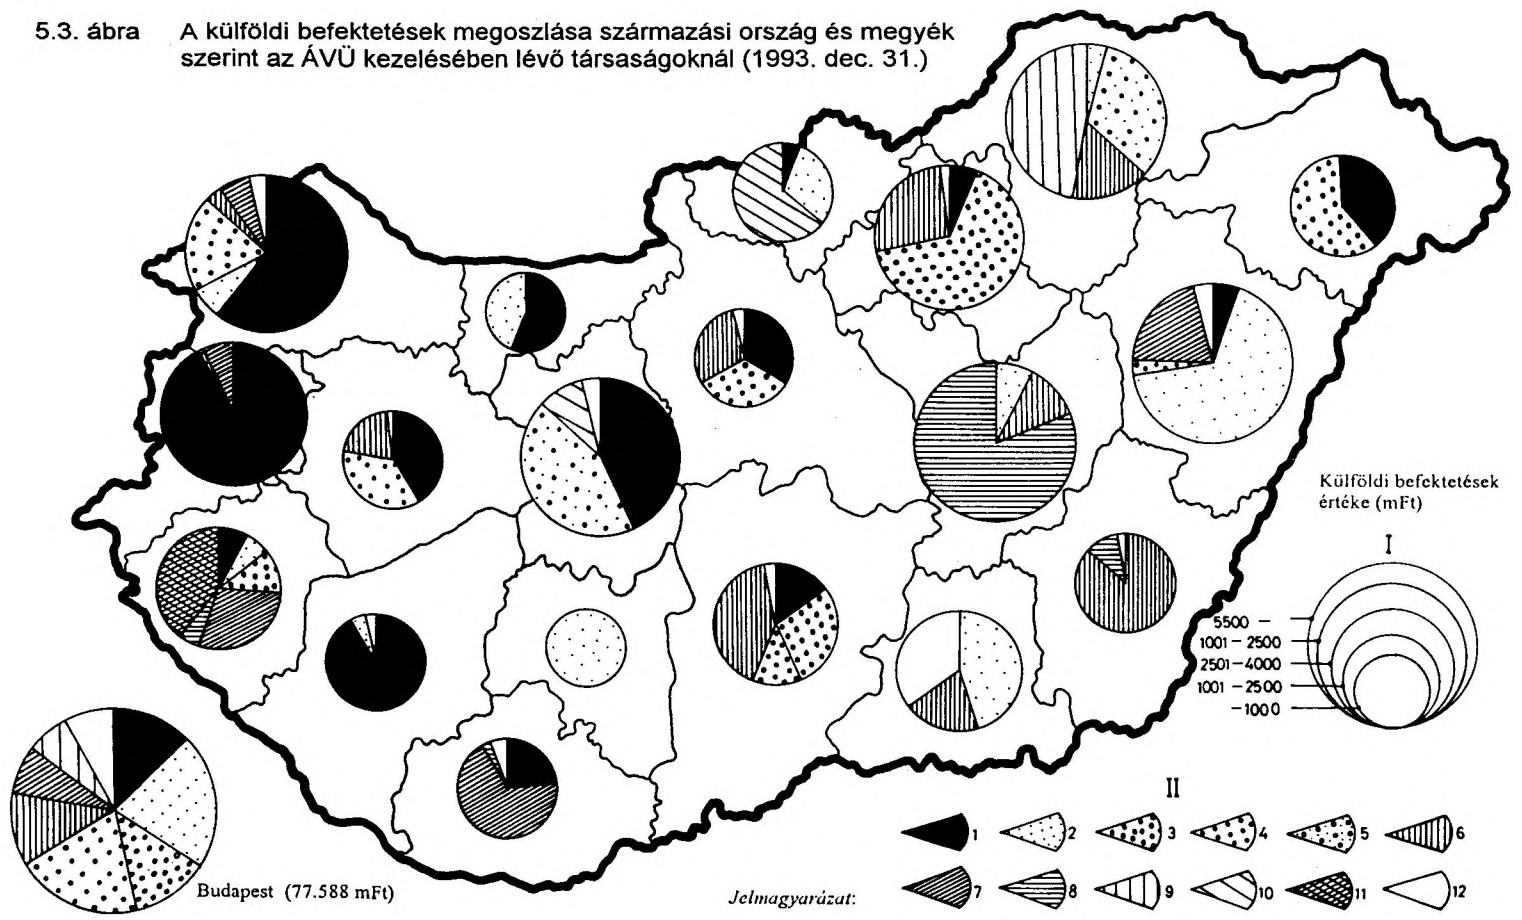 5.3. ábra A külföldi befektetések megoszlása származási ország és megyék
szerint az ÁVÜ kezelésében lévő társaságoknál (1993. dec. 31.)
Külföldi befektetések
értéke (mFt)
I
5500 —
1001 – 2500
2501 – 4000
1001 – 2500
– 1000
II
1 2 3 4 5 6
Budapest (77.588 mFt)
Jelmagyarázat:
7 8 9 10 11 12